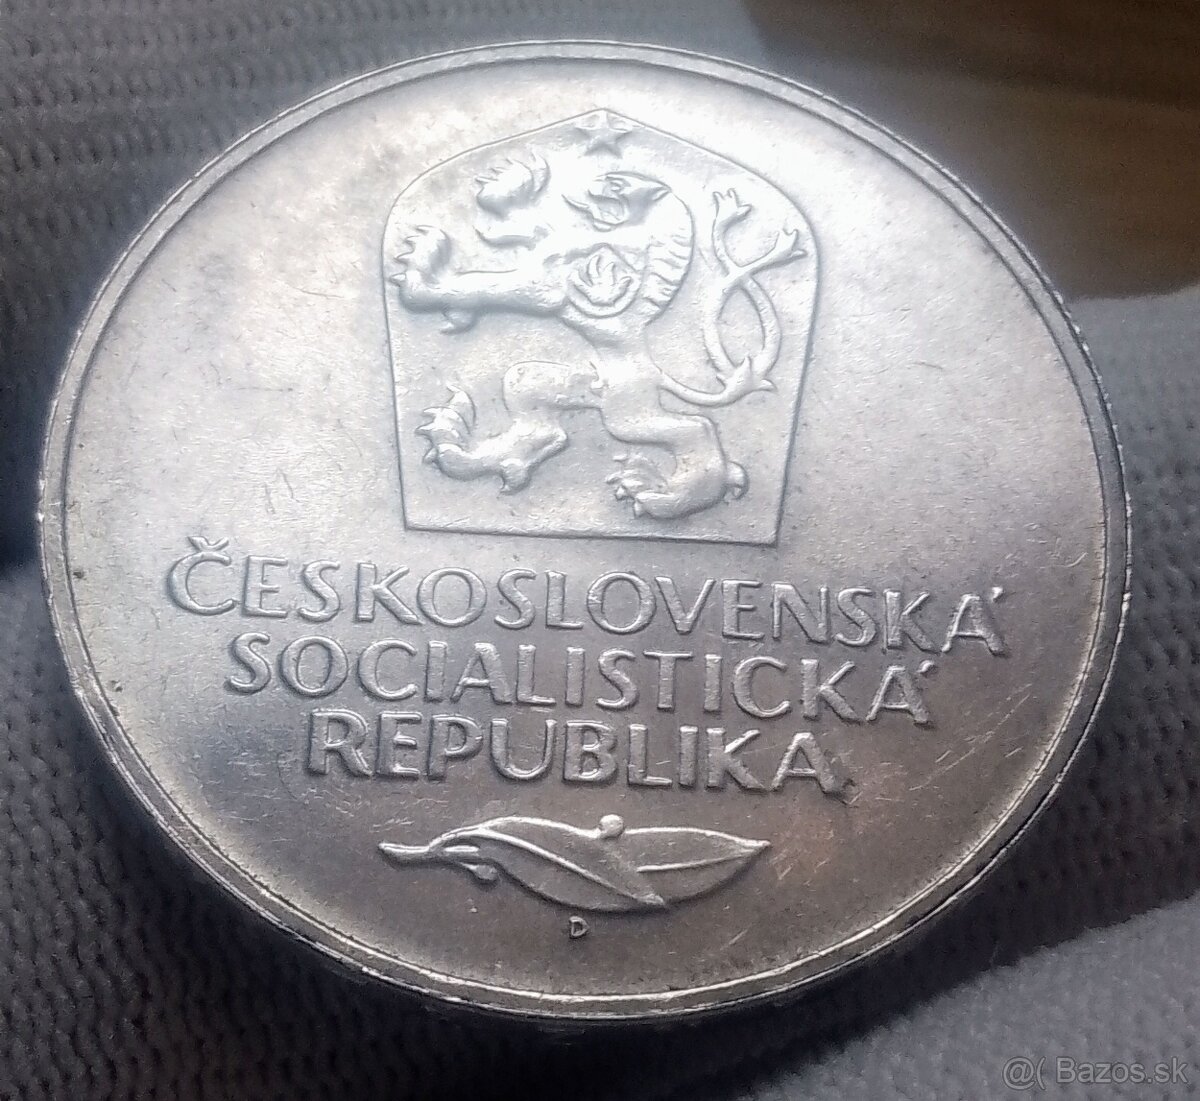 ČESKOSLOVENSKÁ
SOCIALISTICKÁ
REPUBLIKA
D
@( Bazos.sk